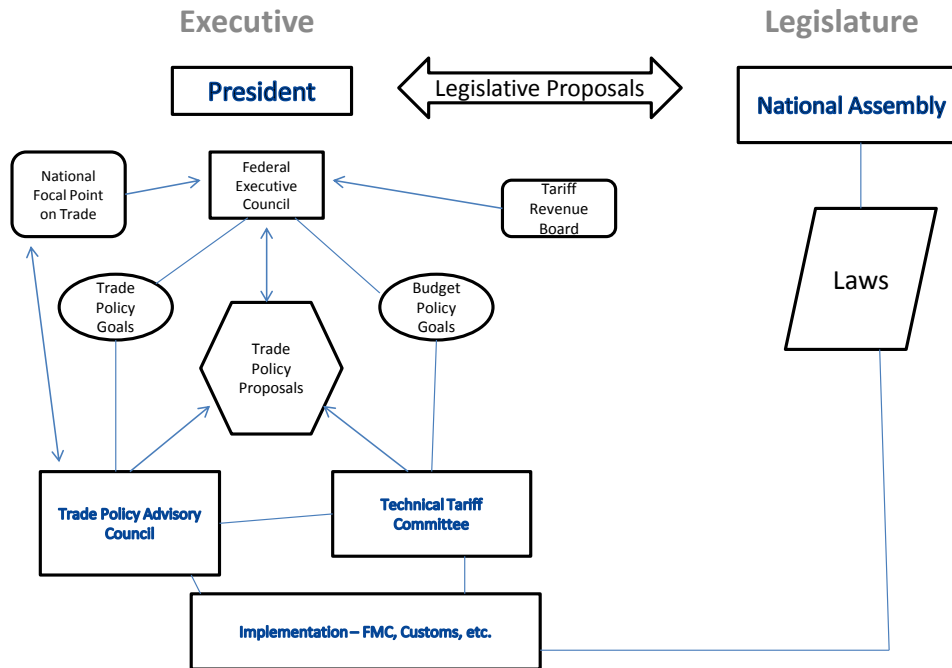 Executive
Legislature
President
Legislative Proposals
National Assembly
National
Focal Point
on Trade
Federal
Executive
Council
Tariff
Revenue
Board
Trade
Policy
Goals
Budget
Policy
Goals
Laws
Trade
Policy
Proposals
Trade Policy Advisory
Council
Technical Tariff
Committee
Implementation – FMC, Customs, etc.